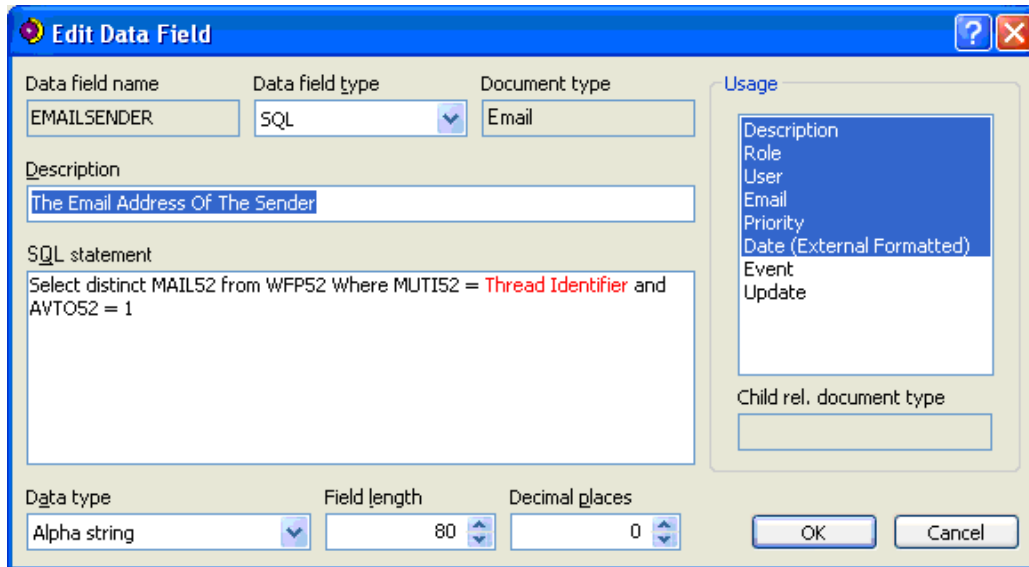 Edit Data Field
Data field name
Data field type
Document type
Usage
EMAILSENDER
SQL
Email
Description
The Email Address Of The Sender
SQL statement
Select distinct MAIL52 from WFP52 Where MUTI52 = Thread Identifier and
AVTO52 = 1
Description
Role
User
Email
Priority
Date (External Formatted)
Event
Update
Child rel. document type
Data type
Field length
Decimal places
Alpha string
80
0
OK
Cancel